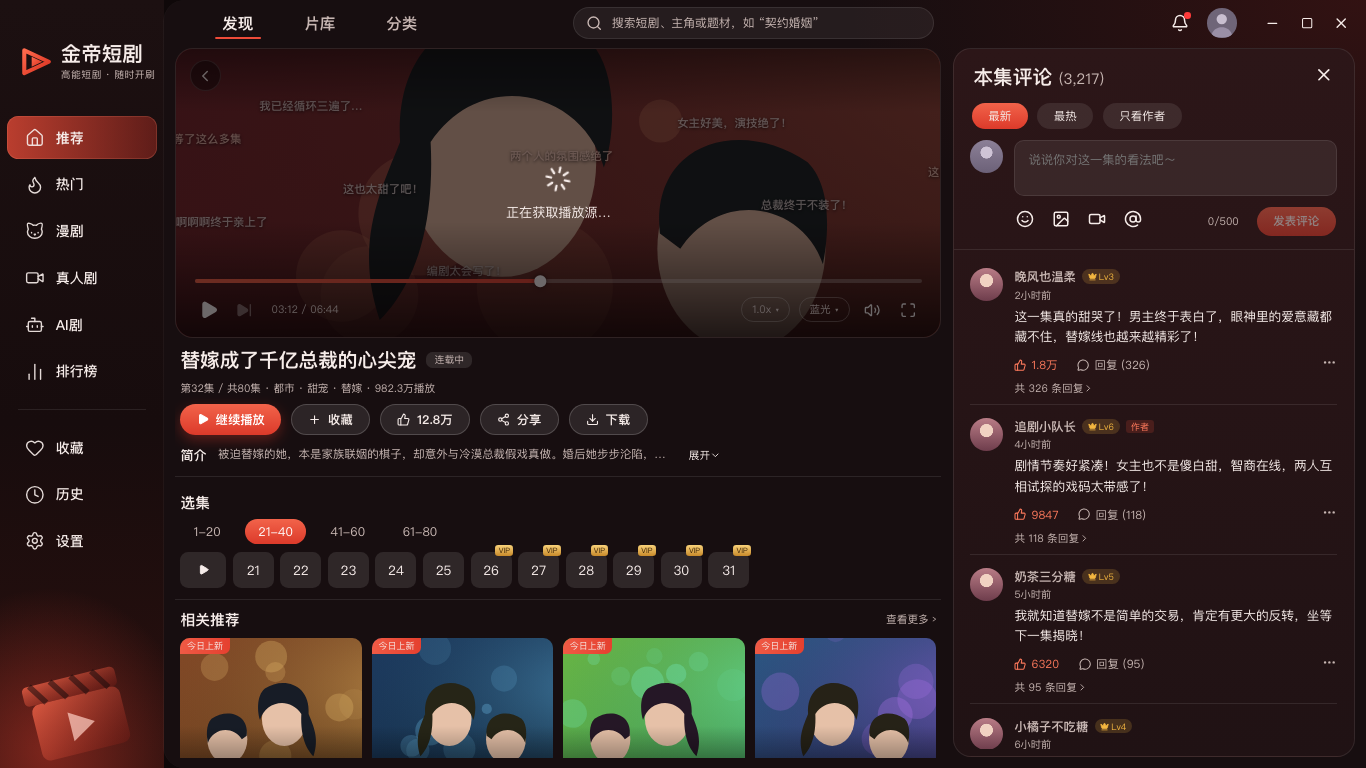 金帝短剧
高能短剧 · 随时开刷
推荐
热门
漫剧
真人剧
AI剧
排行榜
收藏
历史
设置
发现 片库 分类
搜索短剧、主角或题材，如 “契约婚姻”
我已经循环三遍了…
女主好美，演技绝了!
等了这么多集
两个人的氛围感绝了
这
这也太甜了吧!
总裁终于不装了!
啊啊啊终于亲上了
正在获取播放源…
编剧太会写了!
03:12 / 06:44
1.0x
蓝光
替嫁成了千亿总裁的心尖宠 连载中
第32集 / 共80集 · 都市 · 甜宠 · 替嫁 · 982.3万播放
继续播放 收藏 12.8万 分享 下载
简介 被迫替嫁的她，本是家族联姻的棋子，却意外与冷漠总裁假戏真做。婚后她步步沦陷，… 展开
选集
1–20 21–40 41–60 61–80
VIP VIP VIP VIP VIP VIP
21 22 23 24 25 26 27 28 29 30 31
相关推荐 查看更多
今日上新 今日上新 今日上新 今日上新
本集评论 (3,217)
最新 最热 只看作者
说说你对这一集的看法吧～
0/500 发表评论
晚风也温柔 Lv3
2小时前
这一集真的甜哭了！男主终于表白了，眼神里的爱意藏都
藏不住，替嫁线也越来越精彩了！
1.8万 回复 (326)
共 326 条回复
追剧小队长 Lv6 作者
4小时前
剧情节奏好紧凑！女主也不是傻白甜，智商在线，两人互
相试探的戏码太带感了！
9847 回复 (118)
共 118 条回复
奶茶三分糖 Lv5
5小时前
我就知道替嫁不是简单的交易，肯定有更大的反转，坐等
下一集揭晓！
6320 回复 (95)
共 95 条回复
小橘子不吃糖 Lv4
6小时前